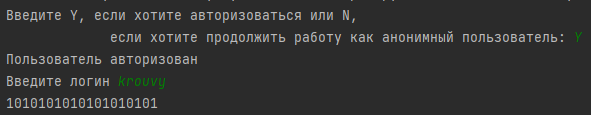 Введите Y, если хотите авторизоваться или N,
если хотите продолжить работу как анонимный пользователь: Y
Пользователь авторизован
Введите логин krouvy
1010101010101010101